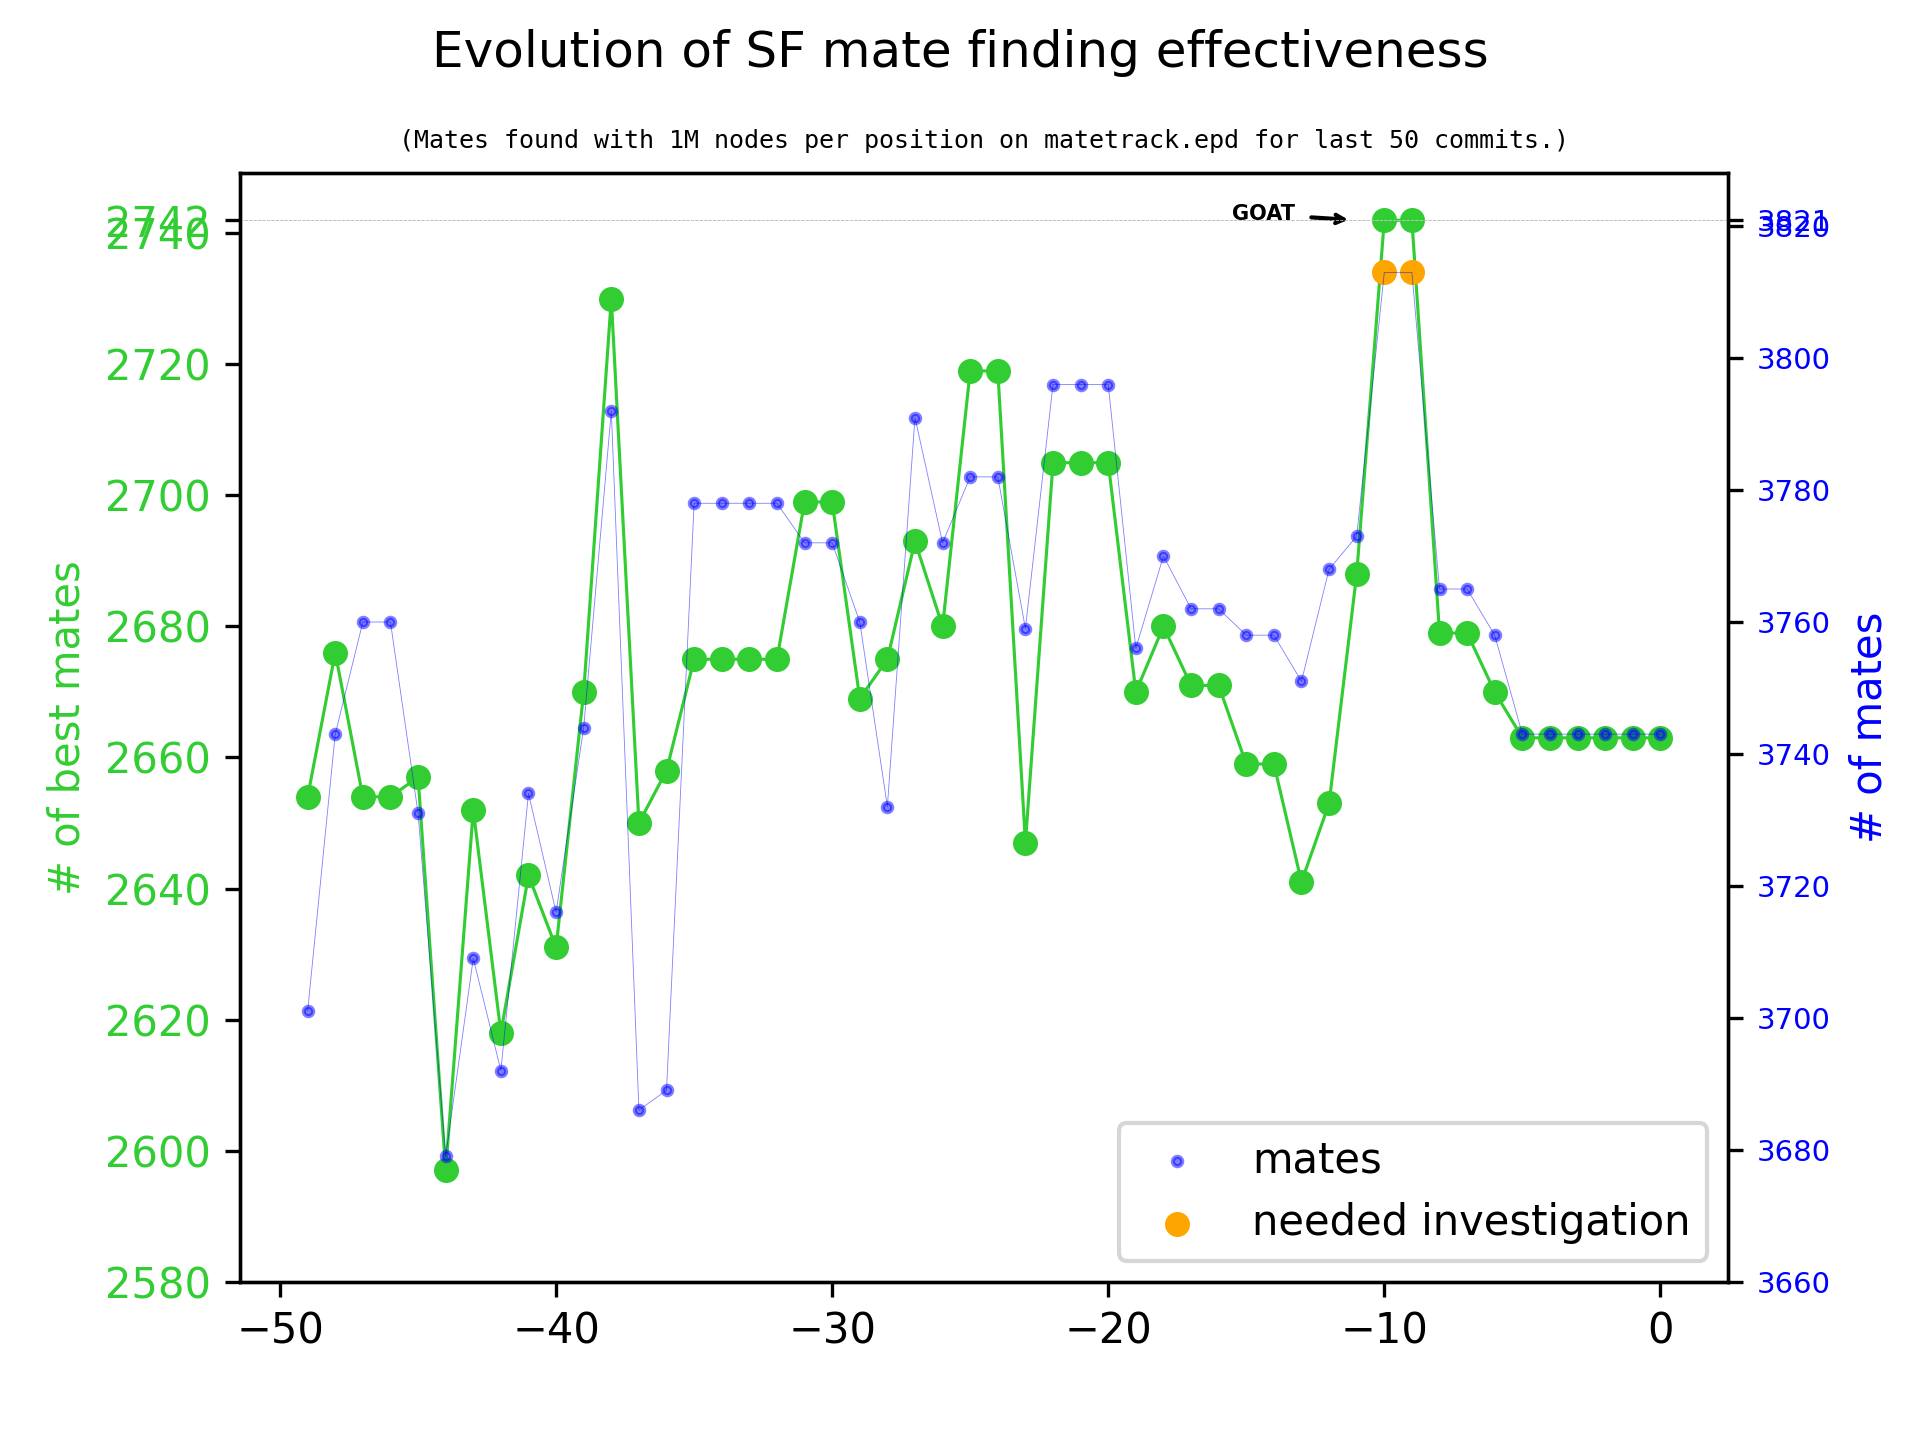 Evolution of SF mate finding effectiveness
(Mates found with 1M nodes per position on matetrack.epd for last 50 commits.)
GOAT
2742
2740
2720
2700
2680
2660
2640
2620
2600
2580
# of best mates
3821
3820
3800
3780
3760
3740
3720
3700
3680
3660
# of mates
mates
needed investigation
−50 −40 −30 −20 −10 0